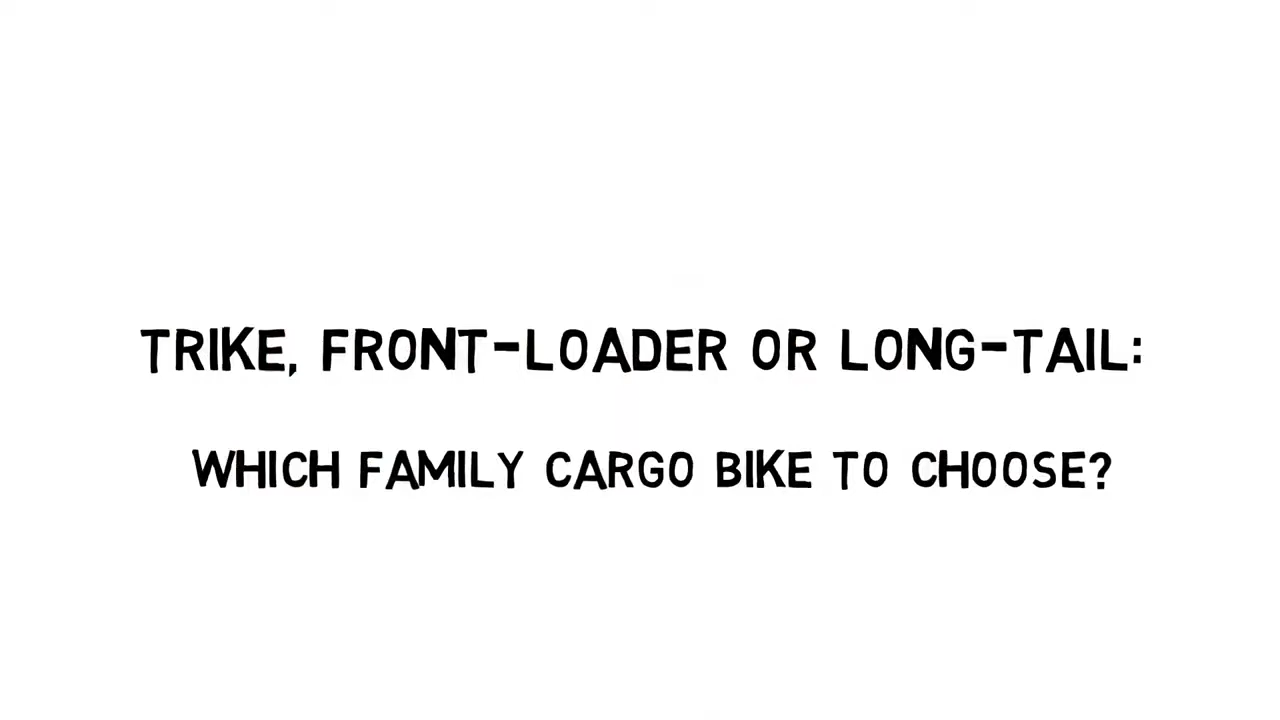 TRIKE, FRONT-LOADER OR LONG-TAIL:
WHICH FAMILY CARGO BIKE TO CHOOSE?